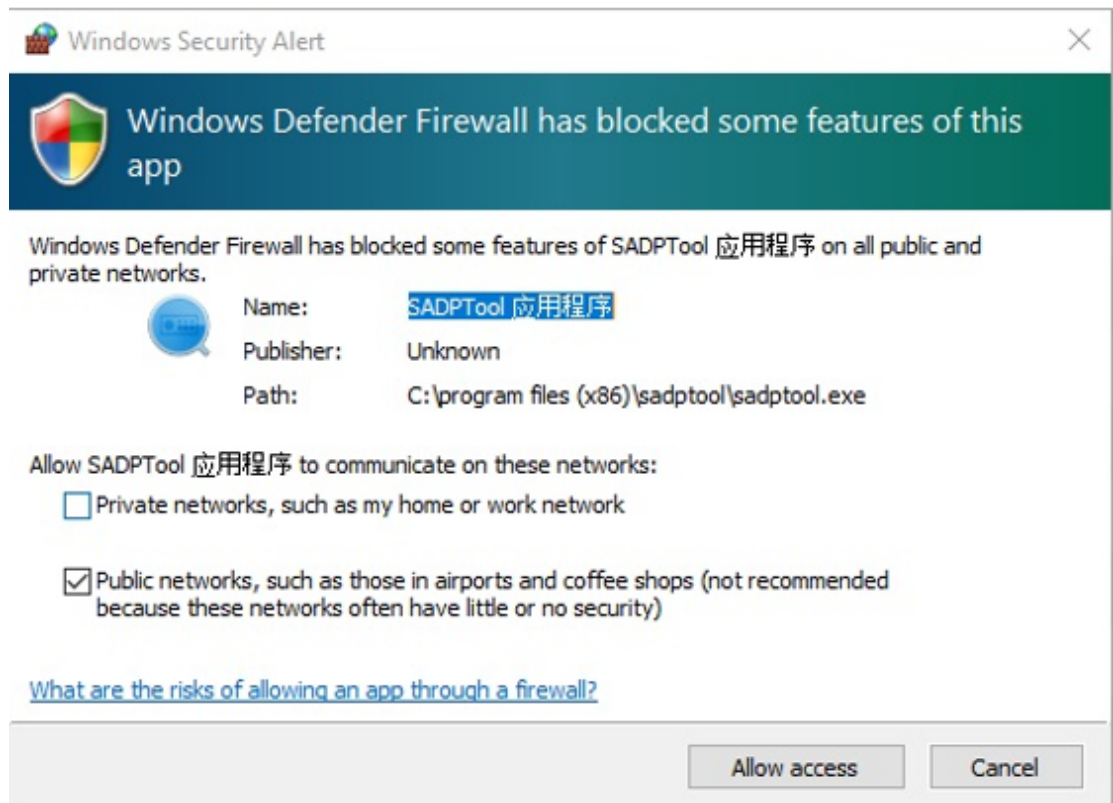 Windows Security Alert
Windows Defender Firewall has blocked some features of this
app
Windows Defender Firewall has blocked some features of SADPTool 应用程序 on all public and
private networks.
Name: SADPTool 应用程序
Publisher: Unknown
Path: C:\program files (x86)\sadptool\sadptool.exe
Allow SADPTool 应用程序 to communicate on these networks:
Private networks, such as my home or work network
Public networks, such as those in airports and coffee shops (not recommended
because these networks often have little or no security)
What are the risks of allowing an app through a firewall?
Allow access Cancel